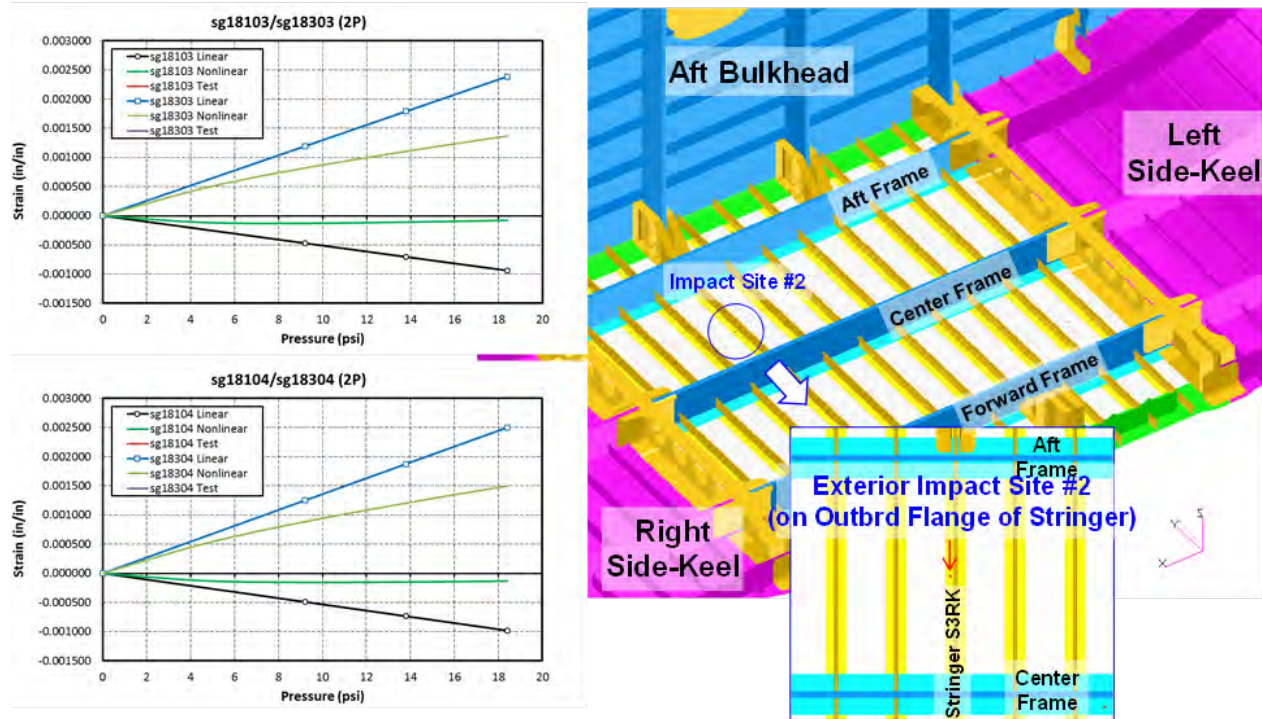 sg18103/sg18303 (2P)
sg18103 Linear
sg18103 Nonlinear
sg18103 Test
sg18303 Linear
sg18303 Nonlinear
sg18303 Test
0.003000
0.002500
0.002000
0.001500
0.001000
0.000500
0.000000
-0.000500
-0.001000
-0.001500
Strain (in/in)
0 2 4 6 8 10 12 14 16 18 20
Pressure (psi)
sg18104/sg18304 (2P)
sg18104 Linear
sg18104 Nonlinear
sg18104 Test
sg18304 Linear
sg18304 Nonlinear
sg18304 Test
0.003000
0.002500
0.002000
0.001500
0.001000
0.000500
0.000000
-0.000500
-0.001000
-0.001500
Strain (in/in)
0 2 4 6 8 10 12 14 16 18 20
Pressure (psi)
Aft Bulkhead
Left
Side-Keel
Aft Frame
Impact Site #2
Center Frame
Forward Frame
Right
Side-Keel
Aft
Frame
Exterior Impact Site #2
(on Outbrd Flange of Stringer)
Stringer S3RK
Center
Frame
Z
Y
X